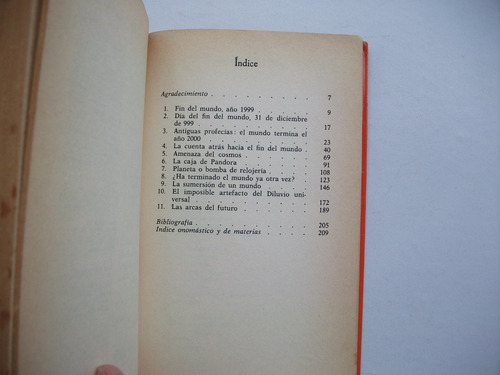 Índice
Agradecimiento . . . . . . . . . 7
1. Fin del mundo, año 1999 . . . . . 9
2. Día del fin del mundo, 31 de diciembre
de 999 . . . . . . . . . 17
3. Antiguas profecías: el mundo termina el
año 2000 . . . . . . . . 23
4. La cuenta atrás hacia el fin del mundo . 40
5. Amenaza del cosmos . . . . . . 69
6. La caja de Pandora . . . . . . 91
7. Planeta o bomba de relojería . . . . 108
8. ¿Ha terminado el mundo ya otra vez? . 123
9. La sumersión de un mundo . . . . 146
10. El imposible artefacto del Diluvio uni-
versal . . . . . . . . . 172
11. Las arcas del futuro . . . . . . 189
Bibliografía . . . . . . . . . 205
Indice onomástico y de materias . . . . 209